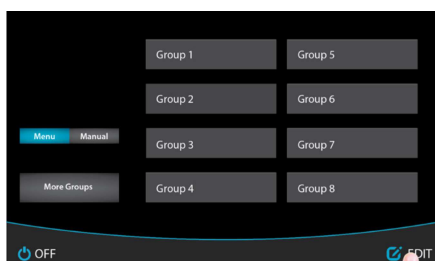 Group 1
Group 5
Group 2
Group 6
Menu
Manual
Group 3
Group 7
More Groups
Group 4
Group 8
OFF
EDIT